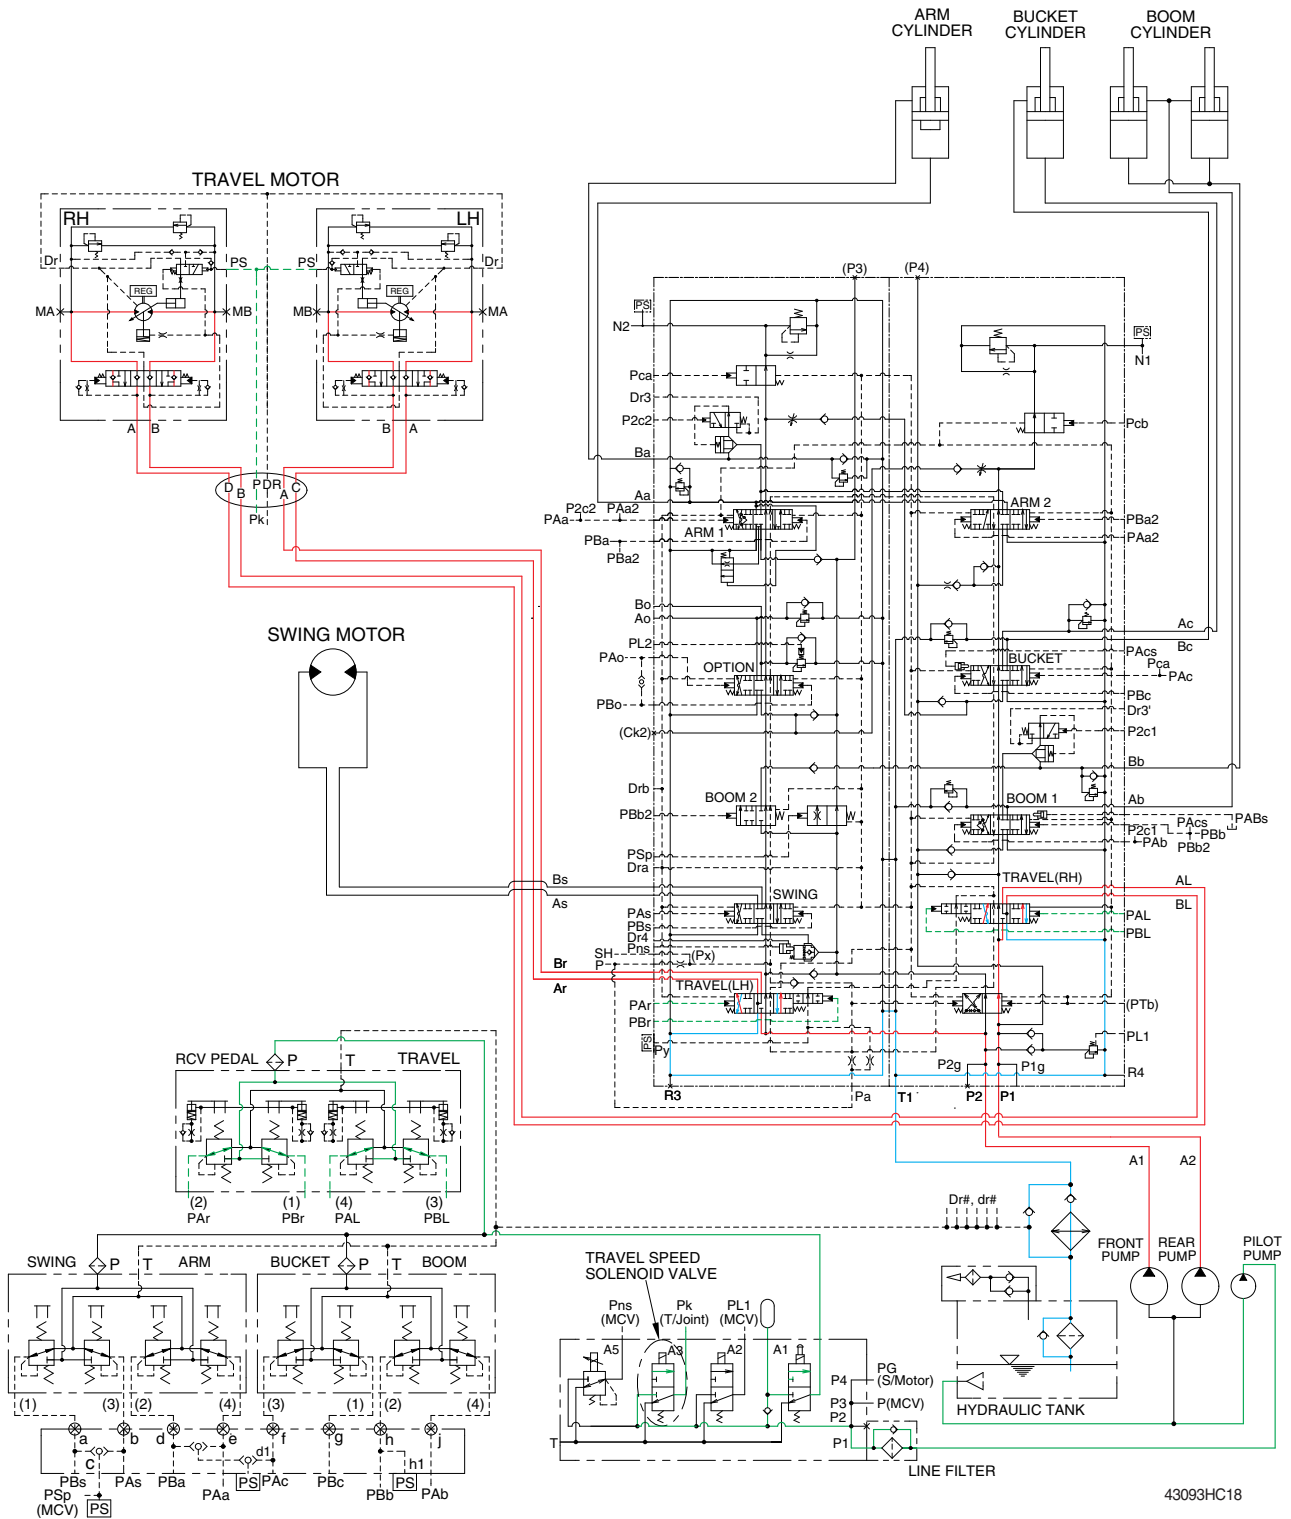 ARM
CYLINDER
BUCKET
CYLINDER
BOOM
CYLINDER
TRAVEL MOTOR
RH
LH
Dr
PS
PS
Dr
REG
REG
MA
MB
MB
MA
A
B
B
A
D
B
P
DR
A
C
Pk
SWING MOTOR
(P3)
(P4)
PS
N2
PS
N1
Pca
Dr3
P2c2
Pcb
Ba
Aa
P2c2
PAa2
PAa
ARM 1
ARM 2
PBa
PBa2
PBa2
PAa2
Bo
Ao
PL2
PAo
OPTION
PBo
(Ck2)
Ac
Bc
PAcs
Pca
BUCKET
PAc
PBc
Dr3'
P2c1
Bb
Drb
BOOM 2
PBb2
BOOM 1
Ab
PABs
PAcs
P2c1
PBb
PAb
PBb2
PSp
Dra
TRAVEL(RH)
AL
BL
Bs
As
SWING
PAs
PBs
Dr4
Pns
PAL
PBL
SH
P
(Px)
Br
Ar
TRAVEL(LH)
PAr
PBr
PS
Py
(PTb)
PL1
P2g
P1g
R4
R3
Pa
T1
P2
P1
RCV PEDAL
P
T
TRAVEL
(2)
(1)
(4)
(3)
PAr
PBr
PAL
PBL
A1
A2
Dr#, dr#
FRONT
PUMP
REAR
PUMP
PILOT
PUMP
SWING
P
T
ARM
BUCKET
P
T
BOOM
(1)
(3)
(2)
(4)
(3)
(1)
(2)
(4)
a
b
d
e
f
g
h
j
c
d1
h1
PBs
PAs
PBa
PAa
PS
PAc
PBc
PBb
PS
PAb
PSp
(MCV)
PS
TRAVEL SPEED
SOLENOID VALVE
Pns
(MCV)
Pk
(T/Joint)
PL1
(MCV)
A5
A3
A2
A1
PG
P4
(S/Motor)
P3
P(MCV)
P2
P1
T
LINE FILTER
HYDRAULIC TANK
43093HC18